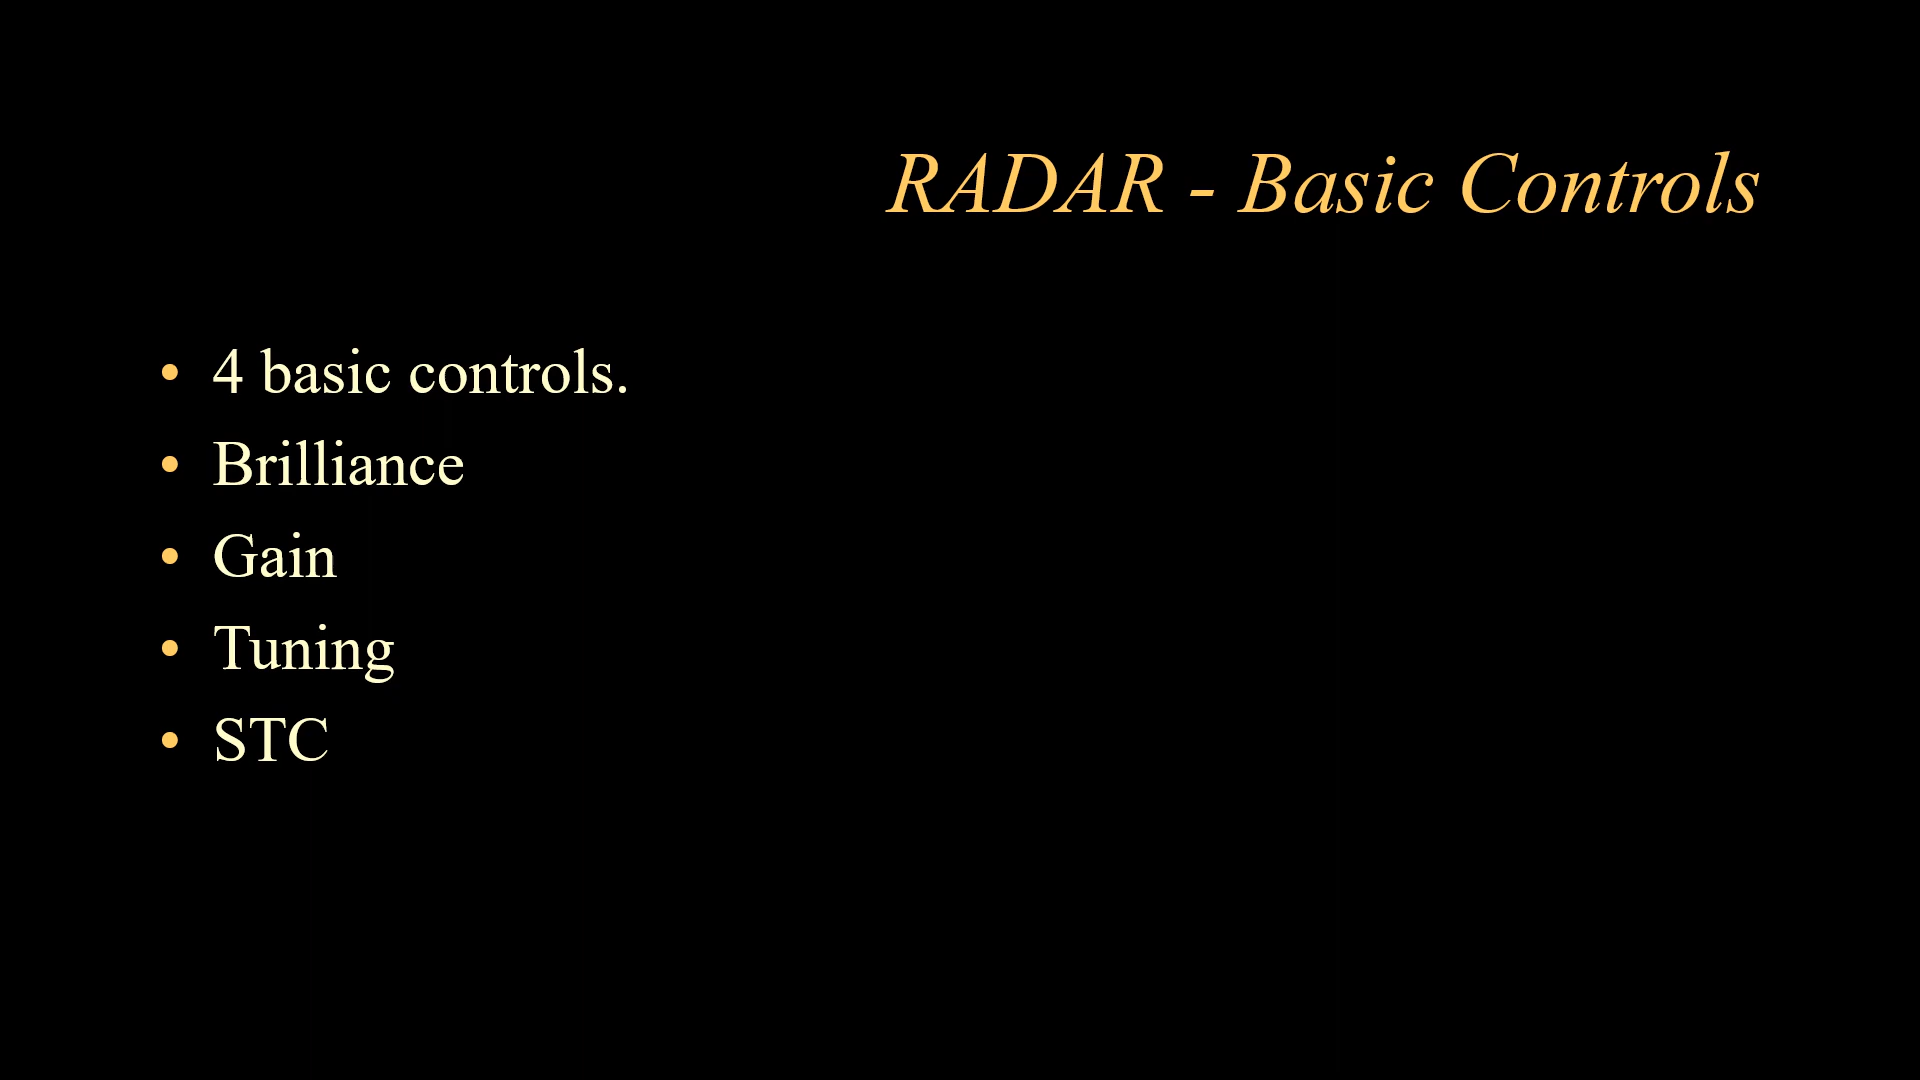 RADAR - Basic Controls
• 4 basic controls.
• Brilliance
• Gain
• Tuning
• STC